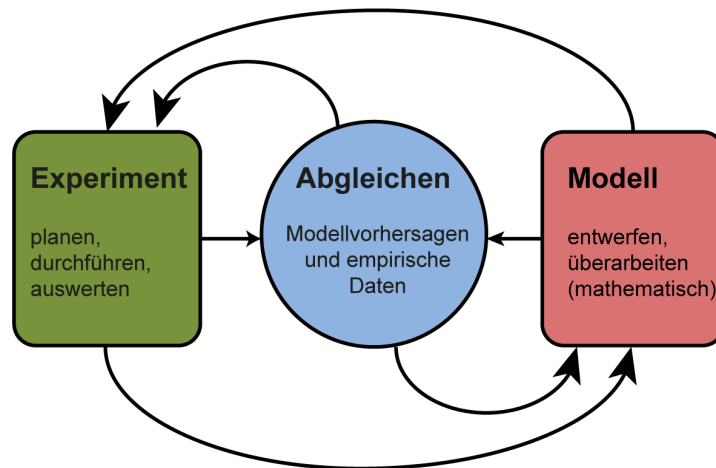 Experiment
planen,
durchführen,
auswerten
Abgleichen
Modellvorhersagen
und empirische
Daten
Modell
entwerfen,
überarbeiten
(mathematisch)